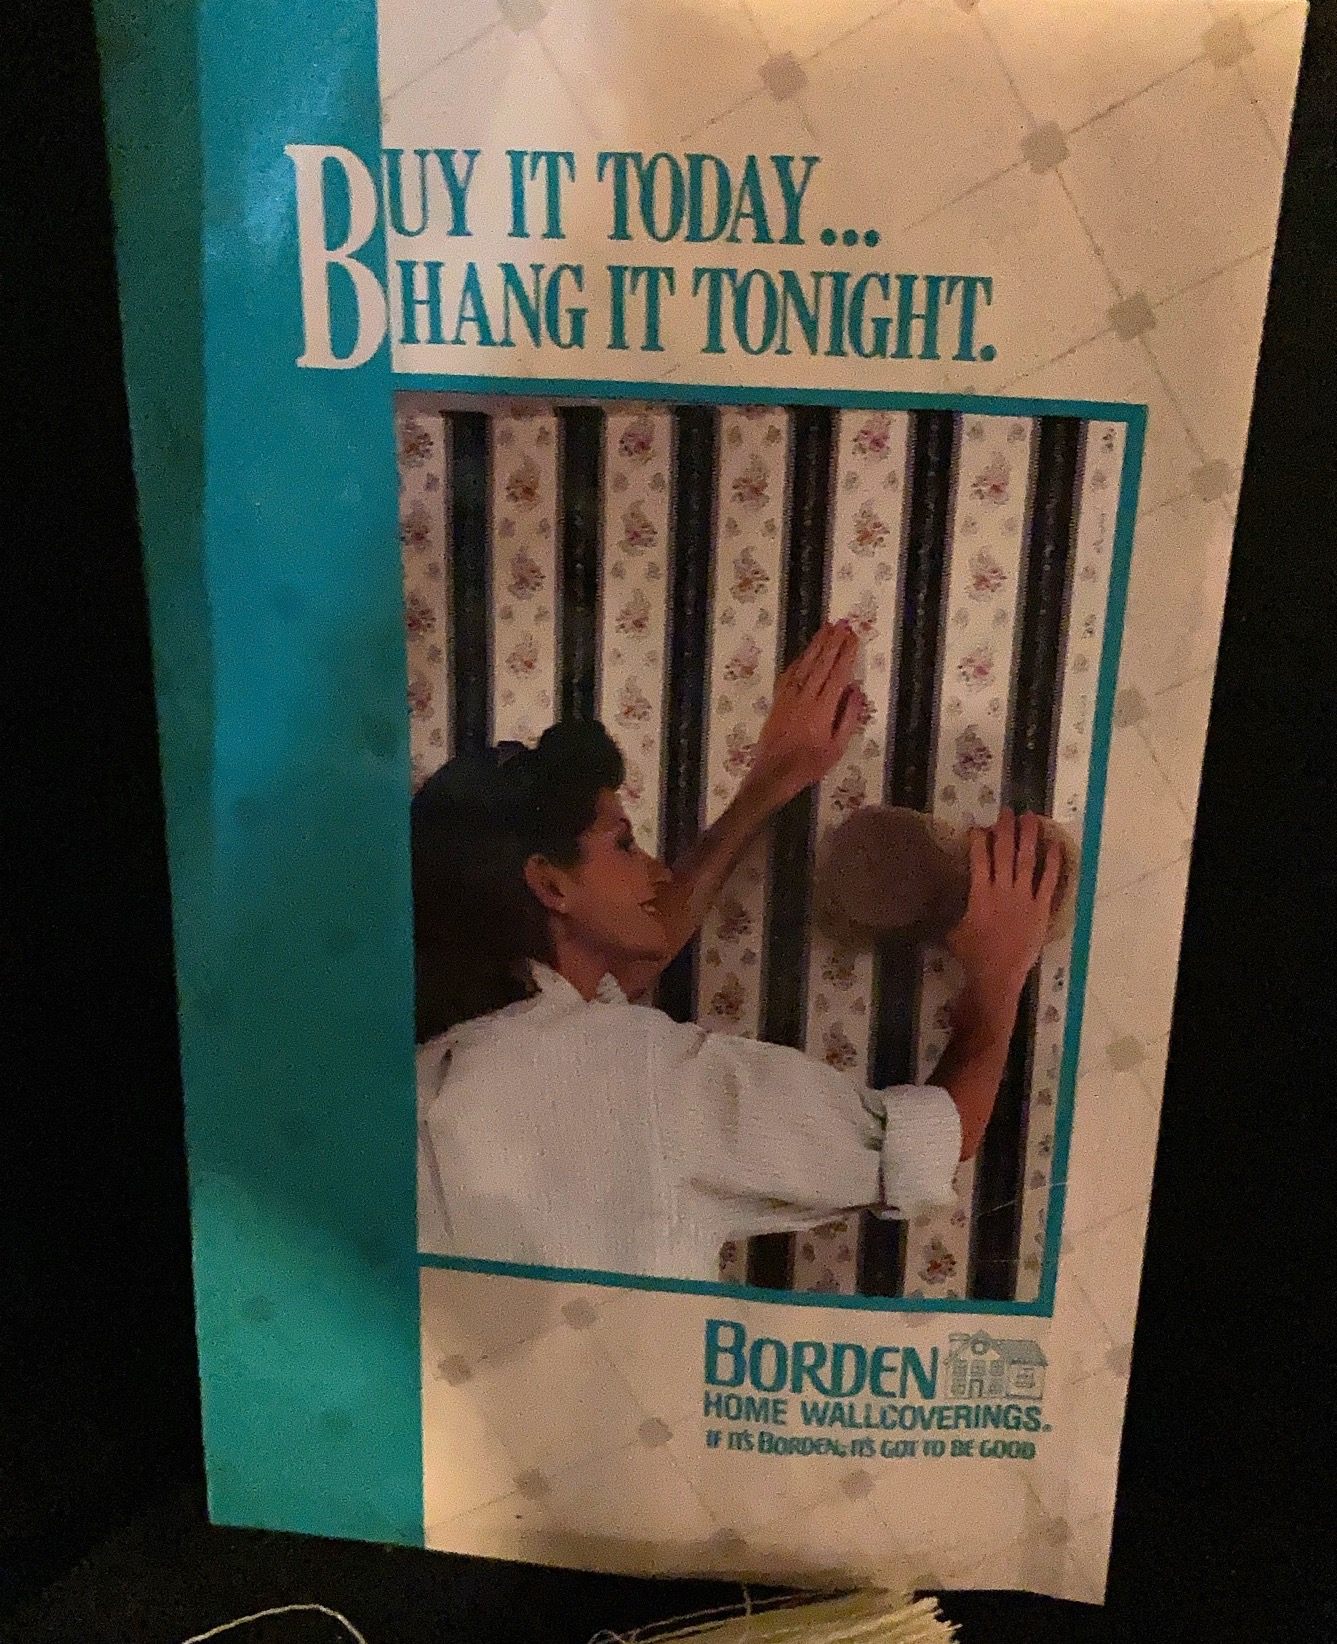 BUY IT TODAY...
HANG IT TONIGHT.
BORDEN
HOME WALLCOVERINGS.
IF IT'S BORDEN, IT'S GOT TO BE GOOD